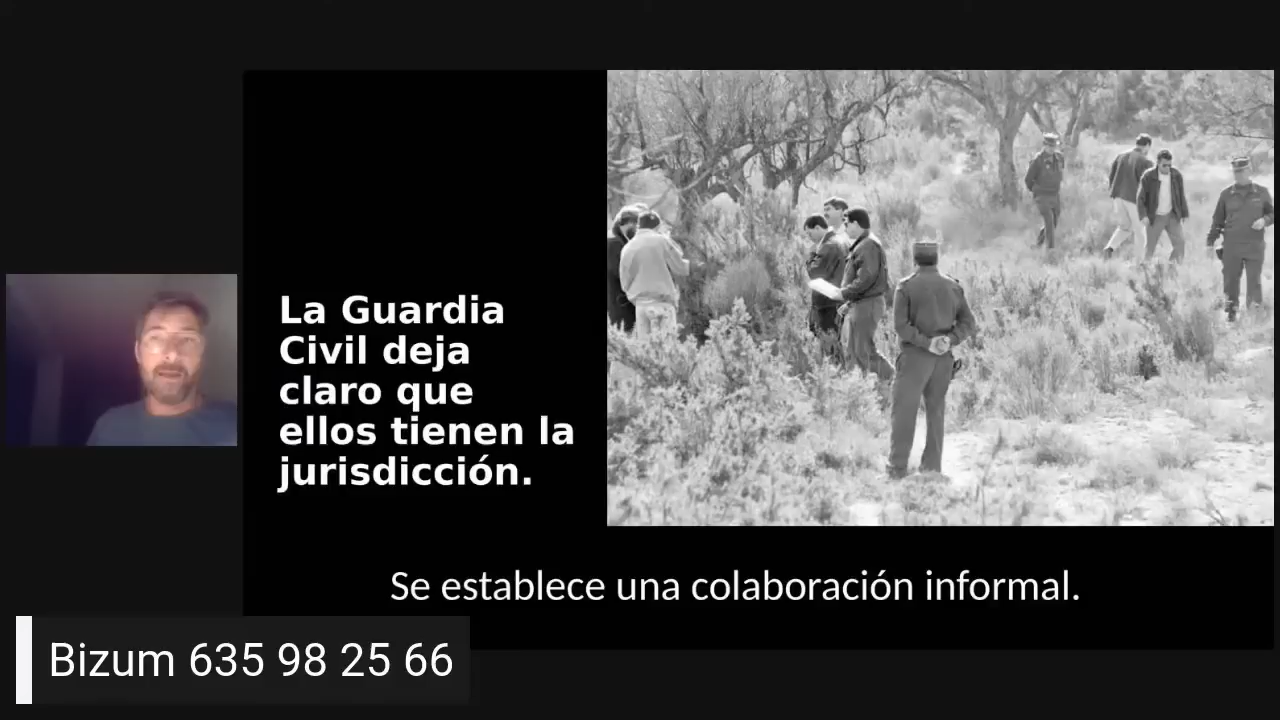 La Guardia
Civil deja
claro que
ellos tienen la
jurisdicción.
Se establece una colaboración informal.
Bizum 635 98 25 66